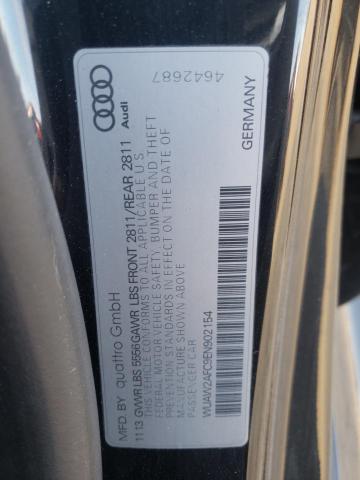 4642687
Audi
GERMANY
MFD. BY quattro GmbH
11 13 GVWR LBS 5556 GAWR LBS FRONT 2811/REAR 2811
THIS VEHICLE CONFORMS TO ALL APPLICABLE U S
FEDERAL MOTOR VEHICLE SAFETY, BUMPER AND THEFT
PREVENTION STANDARDS IN EFFECT ON THE DATE OF
MANUFACTURE SHOWN ABOVE
PASSENGER CAR
WUAW2AFC9EN902154